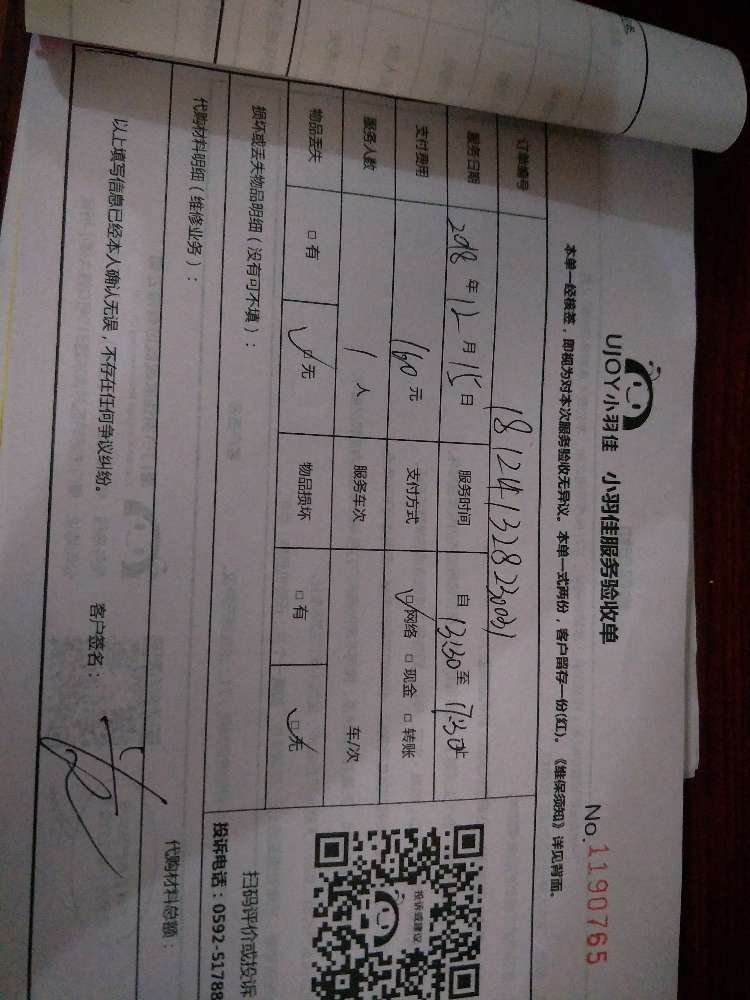 UJOY小羽佳 小羽佳服务验收单
No. 1190765
本单一经核签，即视为对本次服务验收无异议。本单一式两份，客户留存一份(红)。《维保须知》详见背面。
订单编号 181241328230031
服务日期 2018 年 12 月 15 日 服务时间 自 13:30 至 17:30 止
支付费用 160 元 支付方式 ☑网络 □现金 □转账
服务人数 1 人 服务车次 车/次
物品丢失 □有 ☑无 物品损坏 □有 ☑无
损坏或丢失物品明细（没有可不填）：
代购材料明细（维修业务）：
代购材料总额：
以上填写信息已经本人确认无误，不存在任何争议纠纷。 客户签名：
投诉或建议
扫码评价或投诉
投诉电话：0592-51788